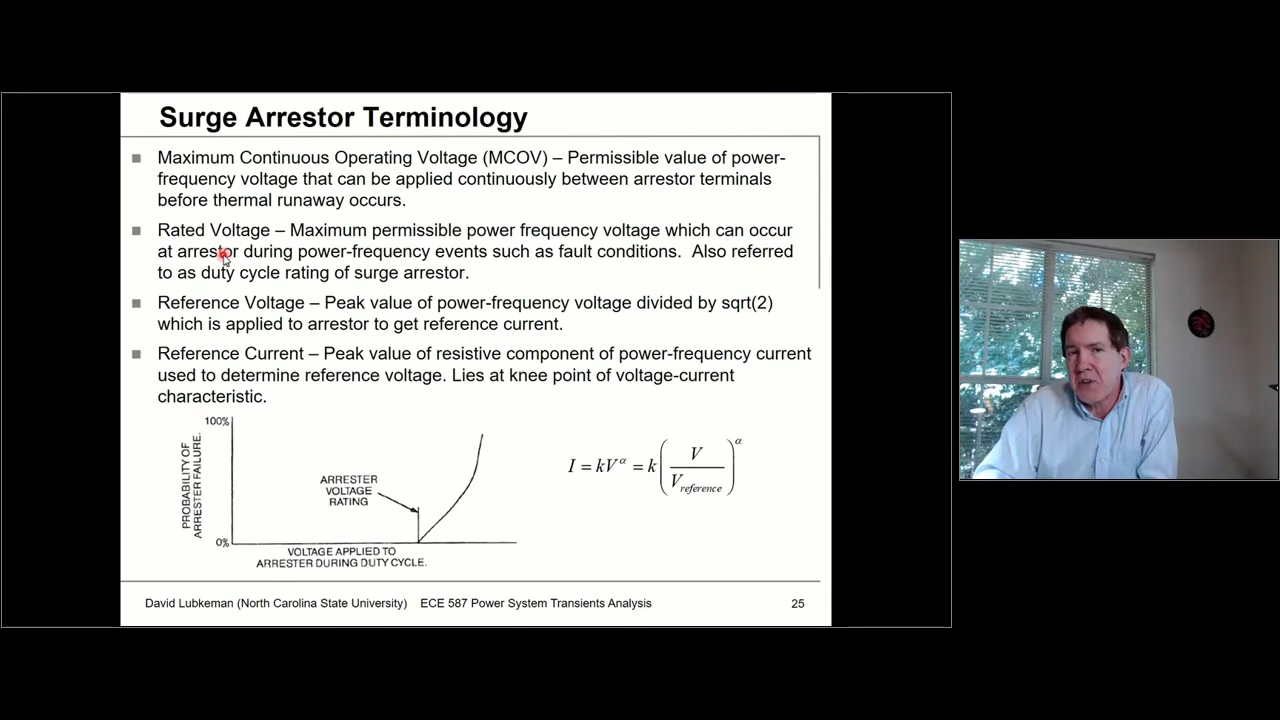 Surge Arrestor Terminology
Maximum Continuous Operating Voltage (MCOV) – Permissible value of power-
frequency voltage that can be applied continuously between arrestor terminals
before thermal runaway occurs.
Rated Voltage – Maximum permissible power frequency voltage which can occur
at arrestor during power-frequency events such as fault conditions. Also referred
to as duty cycle rating of surge arrestor.
Reference Voltage – Peak value of power-frequency voltage divided by sqrt(2)
which is applied to arrestor to get reference current.
Reference Current – Peak value of resistive component of power-frequency current
used to determine reference voltage. Lies at knee point of voltage-current
characteristic.
100%
PROBABILITY OF
ARRESTER FAILURE.
0%
ARRESTER
VOLTAGE
RATING
VOLTAGE APPLIED TO
ARRESTER DURING DUTY CYCLE.
I = kV^α = k(V / V_reference)^α
David Lubkeman (North Carolina State University) ECE 587 Power System Transients Analysis 25